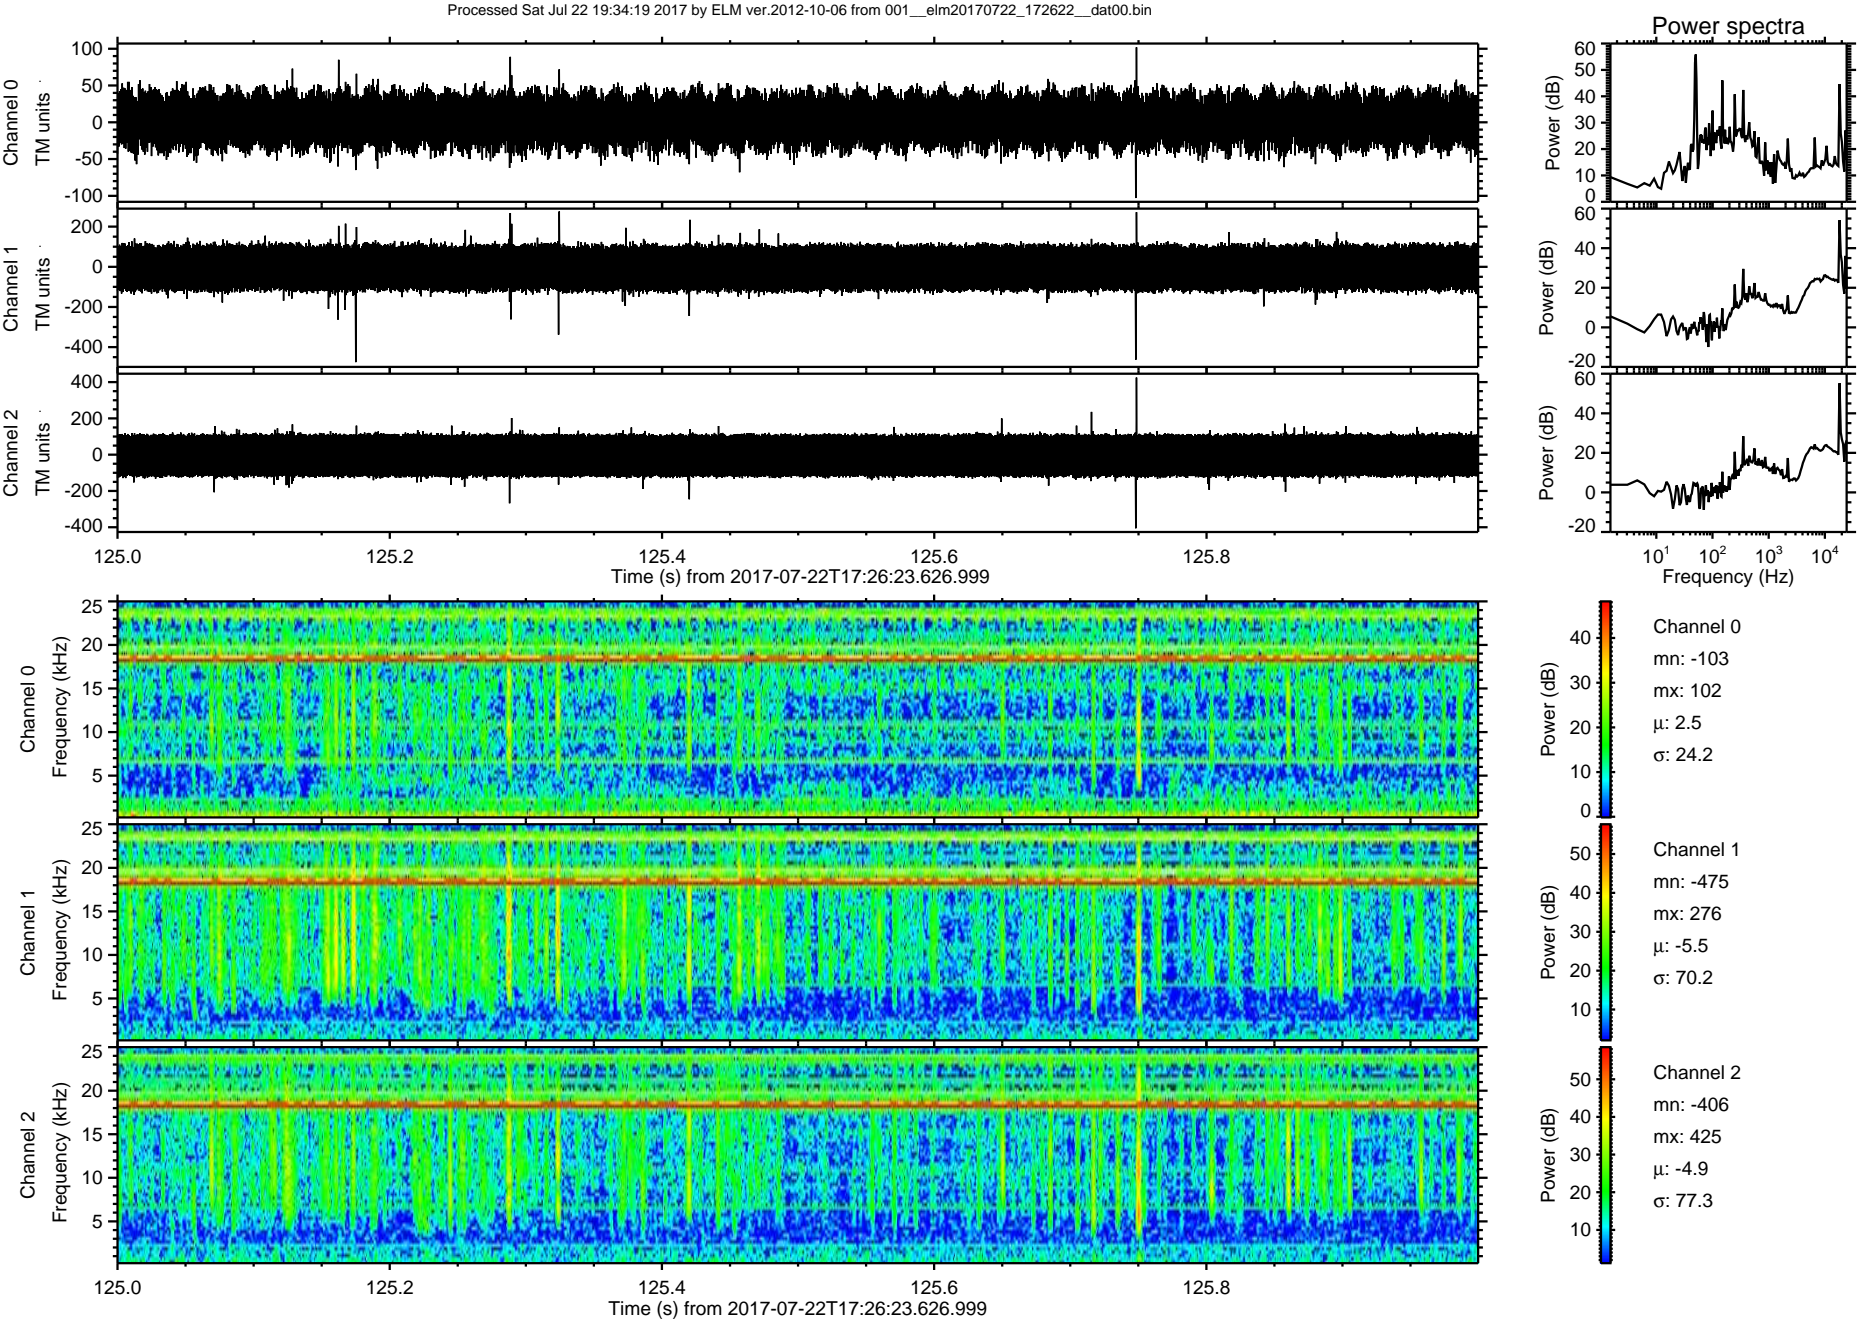 Processed Sat Jul 22 19:34:19 2017 by ELM ver.2012-10-06 from 001__elm20170722_172622__dat00.bin
Power spectra
Channel 0
TM units
100
50
0
-50
-100
Power (dB)
60
50
40
30
20
10
0
Channel 1
TM units
200
0
-200
-400
Power (dB)
60
40
20
0
-20
Channel 2
TM units
400
200
0
-200
-400
Power (dB)
60
40
20
0
-20
125.0 125.2 125.4 125.6 125.8
Time (s) from 2017-07-22T17:26:23.626.999
10¹ 10² 10³ 10⁴
Frequency (Hz)
Channel 0
Frequency (kHz)
25
20
15
10
5
Power (dB)
40
30
20
10
0
Channel 0
mn: -103
mx: 102
μ: 2.5
σ: 24.2
Channel 1
Frequency (kHz)
25
20
15
10
5
Power (dB)
50
40
30
20
10
Channel 1
mn: -475
mx: 276
μ: -5.5
σ: 70.2
Channel 2
Frequency (kHz)
25
20
15
10
5
Power (dB)
50
40
30
20
10
Channel 2
mn: -406
mx: 425
μ: -4.9
σ: 77.3
125.0 125.2 125.4 125.6 125.8
Time (s) from 2017-07-22T17:26:23.626.999